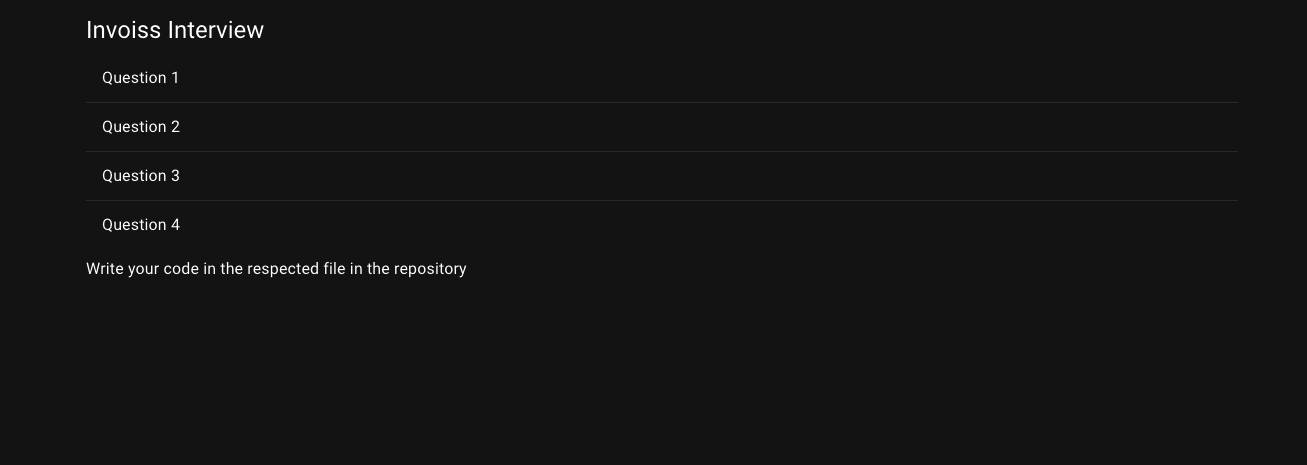 Invoiss Interview
Question 1
Question 2
Question 3
Question 4
Write your code in the respected file in the repository